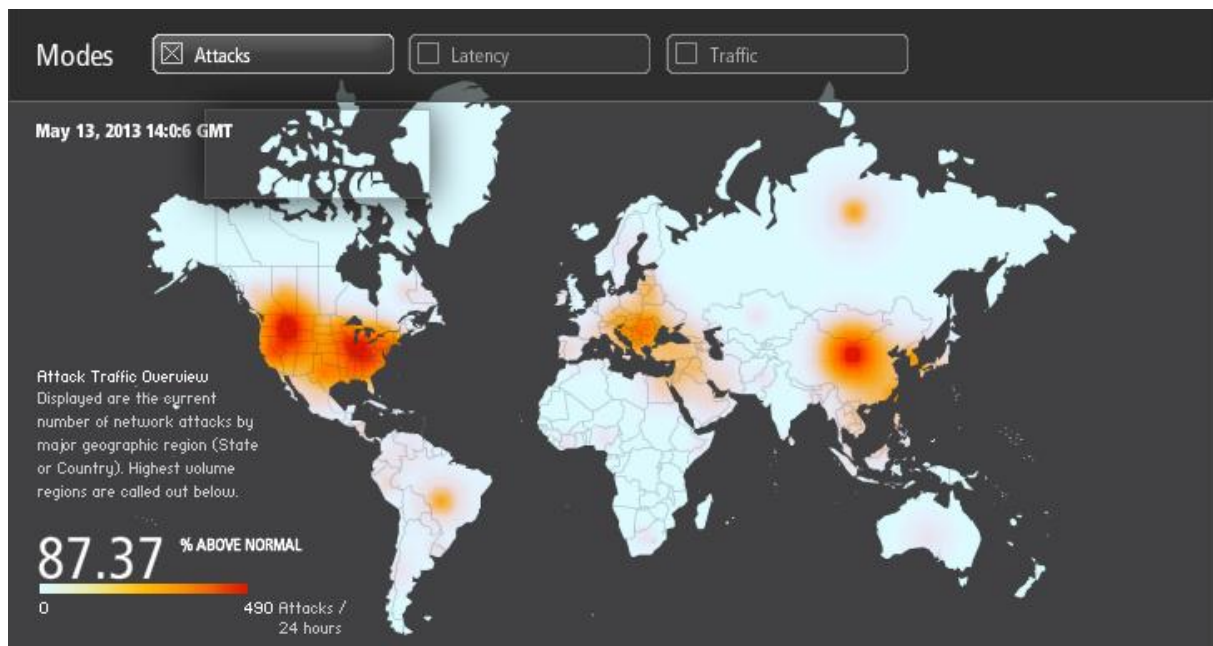 Modes
Attacks
Latency
Traffic
May 13, 2013 14:0:6 GMT
Attack Traffic Overview
Displayed are the current
number of network attacks by
major geographic region (State
or Country). Highest volume
regions are called out below.
87.37 % ABOVE NORMAL
0
490 Attacks /
24 hours